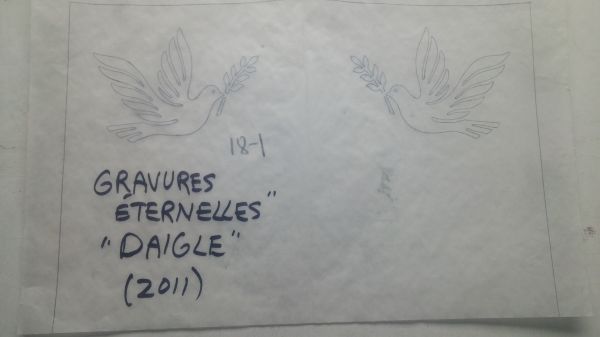 18-1
GRAVURES
ÉTERNELLES"
"DAIGLE"
(2011)